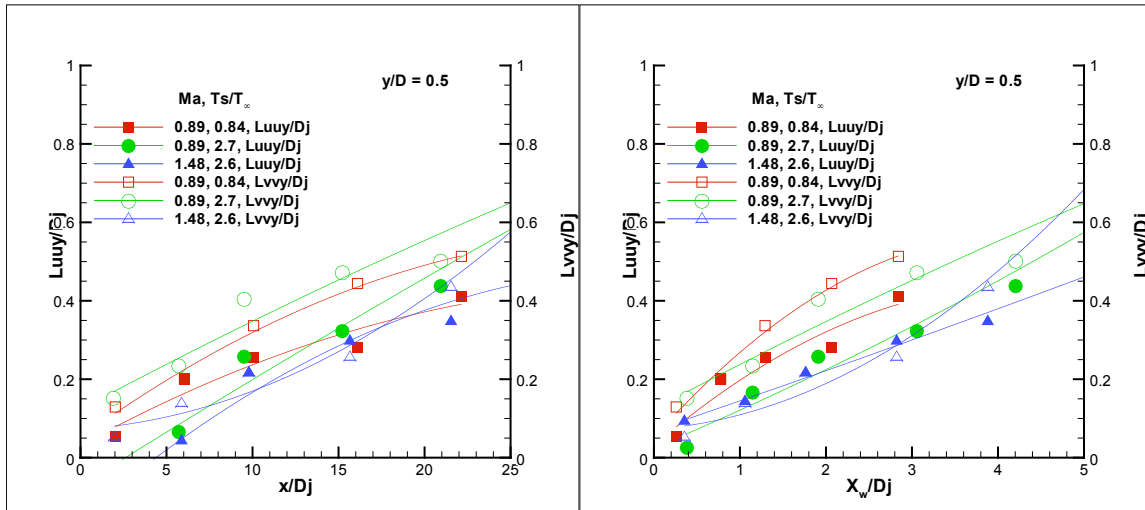 1
1
y/D = 0.5
Ma, Ts/T∞
0.89, 0.84, Luuy/Dj
0.89, 2.7, Luuy/Dj
1.48, 2.6, Luuy/Dj
0.89, 0.84, Lvvy/Dj
0.89, 2.7, Lvvy/Dj
1.48, 2.6, Lvvy/Dj
0.8
0.8
0.6
0.6
0.4
0.4
0.2
0.2
0
0
Luuy/Dj
Lvvy/Dj
0
5
10
15
20
25
x/Dj
1
1
y/D = 0.5
Ma, Ts/T∞
0.89, 0.84, Luuy/Dj
0.89, 2.7, Luuy/Dj
1.48, 2.6, Luuy/Dj
0.89, 0.84, Lvvy/Dj
0.89, 2.7, Lvvy/Dj
1.48, 2.6, Lvvy/Dj
0.8
0.8
0.6
0.6
0.4
0.4
0.2
0.2
0
0
Luuy/Dj
Lvvy/Dj
0
1
2
3
4
5
Xw/Dj